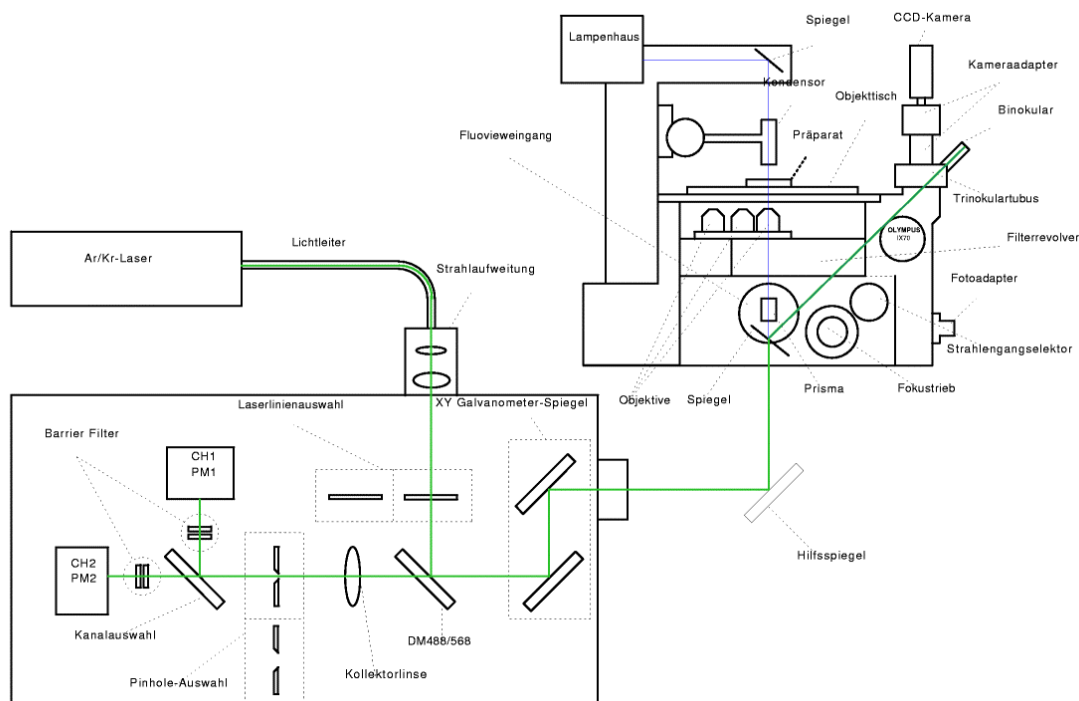 Spiegel
CCD-Kamera
Lampenhaus
Kameraadapter
Kondensor
Objekttisch
Binokular
Fluovieweingang
Präparat
Trinokulartubus
OLYMPUS
IX70
Filterrevolver
Lichtleiter
Ar/Kr-Laser
Strahlaufweitung
Fotoadapter
Strahlengangselektor
Prisma
Fokustrieb
Objektive
Spiegel
Laserlinienauswahl
XY Galvanometer-Spiegel
Barrier Filter
CH1
PM1
Hilfsspiegel
CH2
PM2
Kanalauswahl
DM488/568
Kollektorlinse
Pinhole-Auswahl